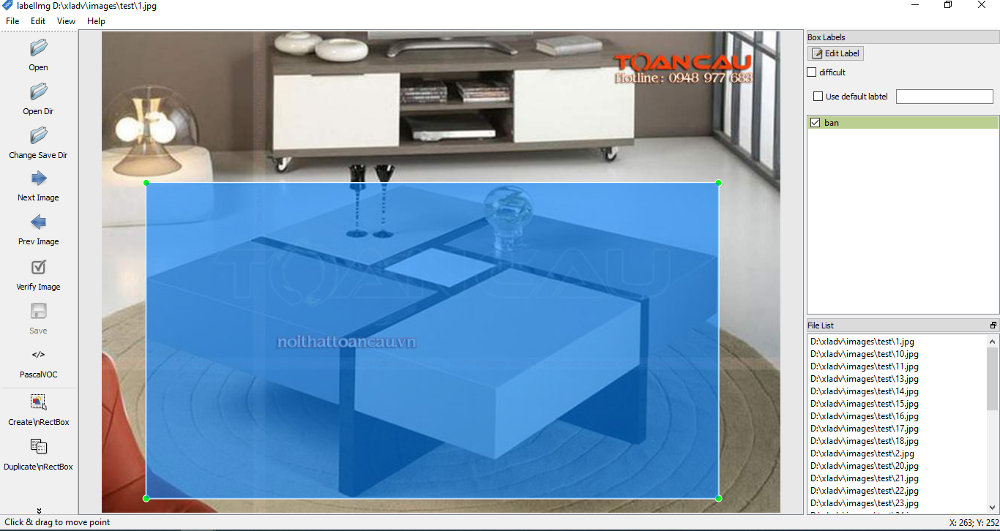 labelImg D:\xladv\images\test\1.jpg
File Edit View Help
Open
Open Dir
Change Save Dir
Next Image
Prev Image
Verify Image
Save
</>
PascalVOC
Create\nRectBox
Duplicate\nRectBox
TOANCAU
Hotline : 0948 977 688
TOANCAU
noithattoancau.vn
Box Labels
Edit Label
difficult
Use default labtel
ban
File List
D:\xladv\images\test\1.jpg
D:\xladv\images\test\10.jpg
D:\xladv\images\test\11.jpg
D:\xladv\images\test\13.jpg
D:\xladv\images\test\14.jpg
D:\xladv\images\test\15.jpg
D:\xladv\images\test\16.jpg
D:\xladv\images\test\17.jpg
D:\xladv\images\test\18.jpg
D:\xladv\images\test\2.jpg
D:\xladv\images\test\20.jpg
D:\xladv\images\test\21.jpg
D:\xladv\images\test\22.jpg
D:\xladv\images\test\23.jpg
Click & drag to move point
X: 263; Y: 252